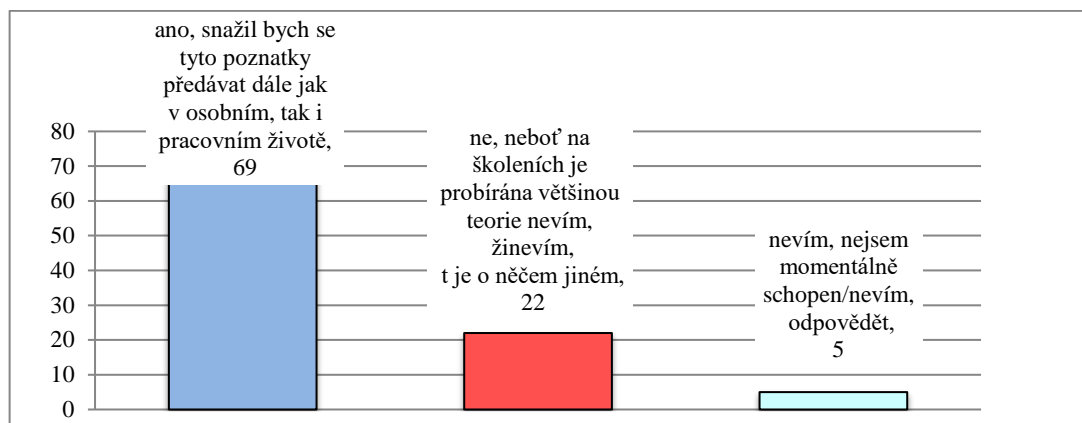 ano, snažil bych se
tyto poznatky
předávat dále jak
v osobním, tak i
pracovním životě,
69
ne, neboť na
školeních je
probírána většinou
teorie nevím,
žinevím,
t je o něčem jiném,
22
nevím, nejsem
momentálně
schopen/nevím,
odpovědět,
5
80
70
60
50
40
30
20
10
0